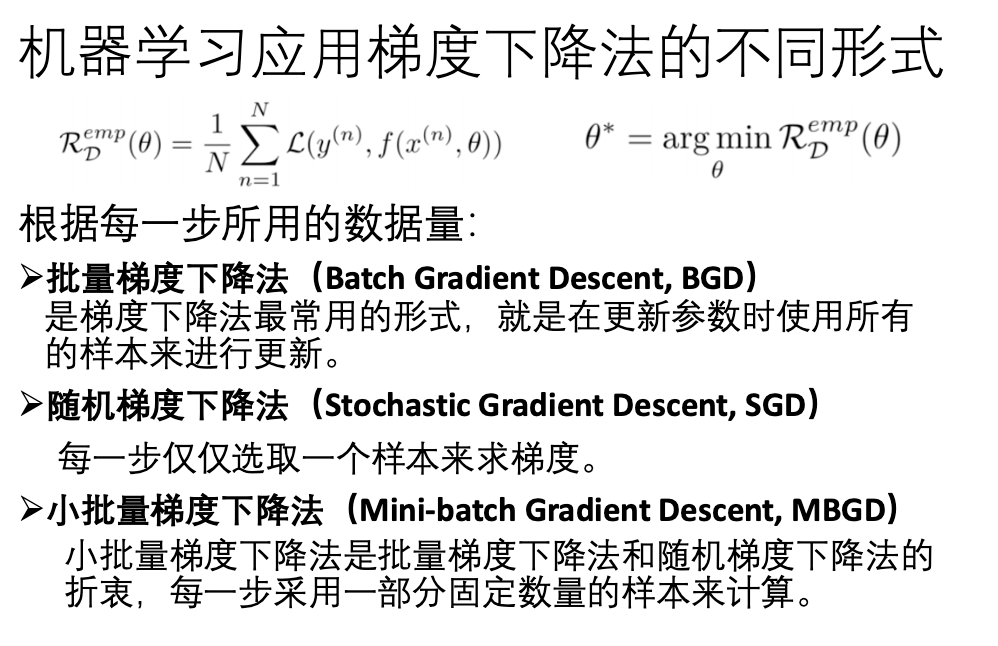 机器学习应用梯度下降法的不同形式
$\mathcal{R}_{\mathcal{D}}^{emp}(\theta) = \frac{1}{N} \sum_{n=1}^{N} \mathcal{L}(y^{(n)}, f(x^{(n)}, \theta))$ $\theta^* = \arg\min_{\theta} \mathcal{R}_{\mathcal{D}}^{emp}(\theta)$
根据每一步所用的数据量：
➢批量梯度下降法（Batch Gradient Descent, BGD）
是梯度下降法最常用的形式，就是在更新参数时使用所有
的样本来进行更新。
➢随机梯度下降法（Stochastic Gradient Descent, SGD）
每一步仅仅选取一个样本来求梯度。
➢小批量梯度下降法（Mini-batch Gradient Descent, MBGD）
小批量梯度下降法是批量梯度下降法和随机梯度下降法的
折衷，每一步采用一部分固定数量的样本来计算。